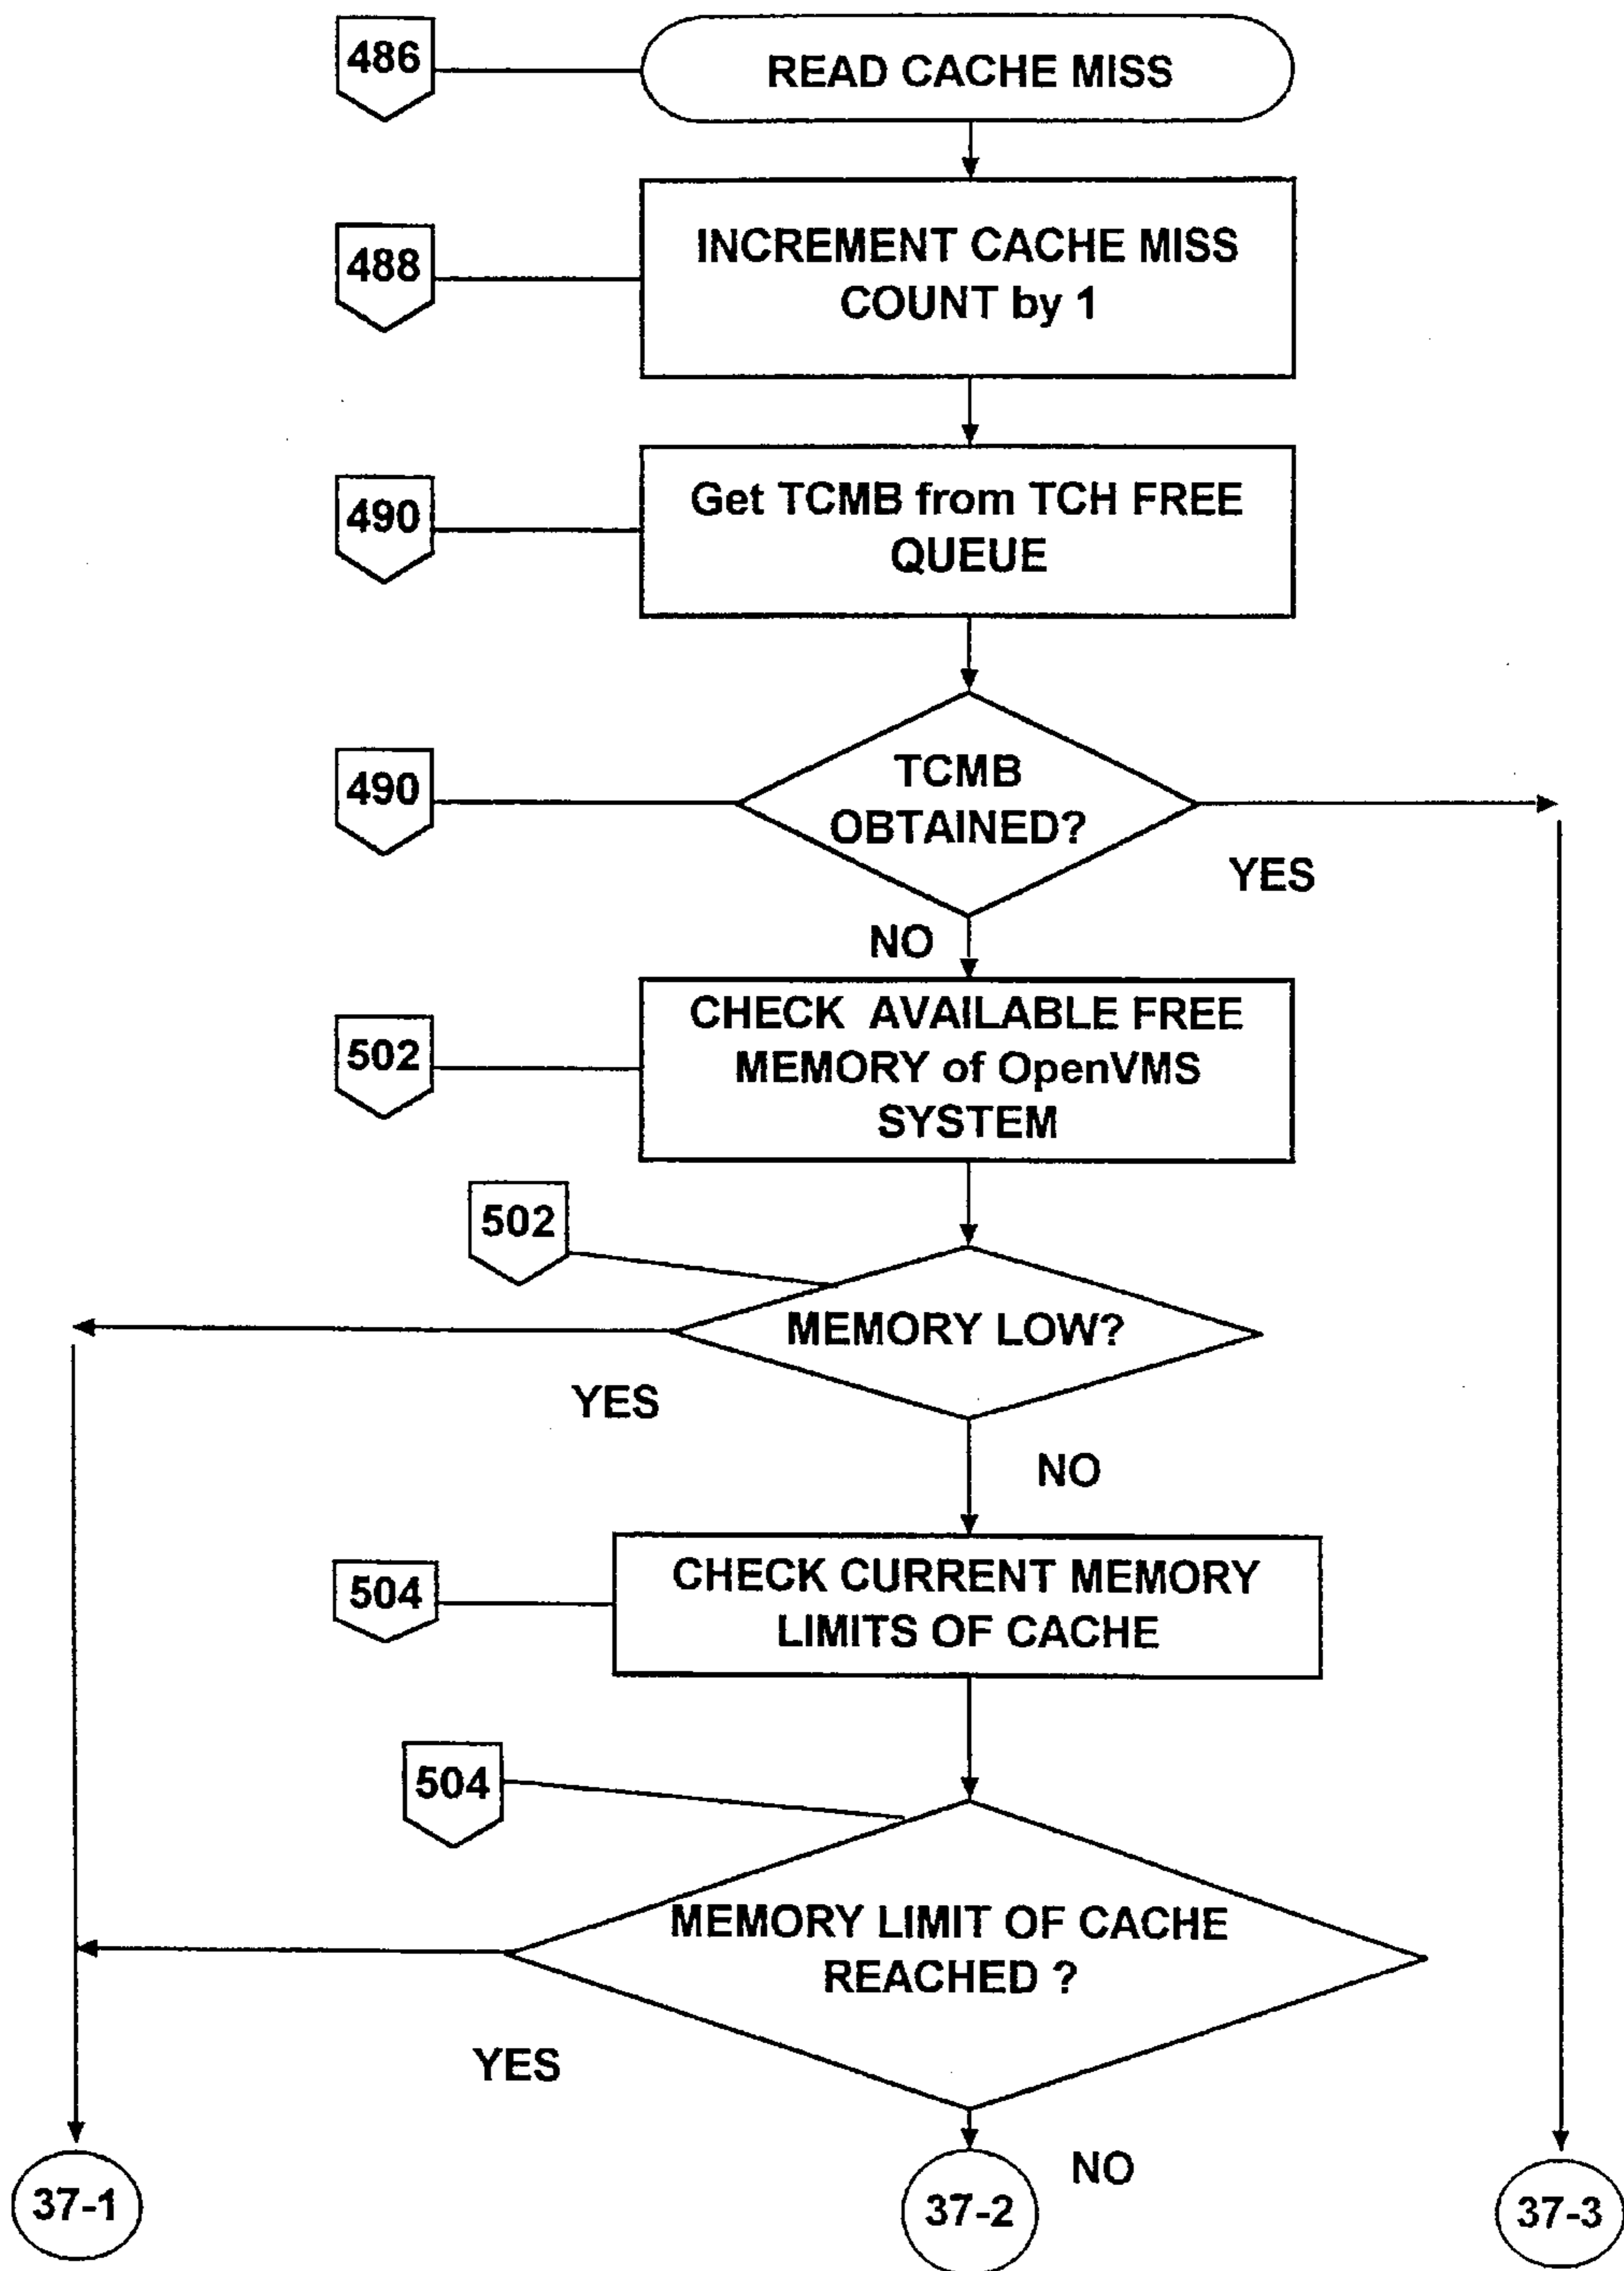 486
READ CACHE MISS
488
INCREMENT CACHE MISS
COUNT by 1
490
Get TCMB from TCH FREE
QUEUE
490
TCMB
OBTAINED?
YES
NO
502
CHECK AVAILABLE FREE
MEMORY of OpenVMS
SYSTEM
502
MEMORY LOW?
YES
NO
504
CHECK CURRENT MEMORY
LIMITS OF CACHE
504
MEMORY LIMIT OF CACHE
REACHED ?
YES
NO
37-1
37-2
37-3